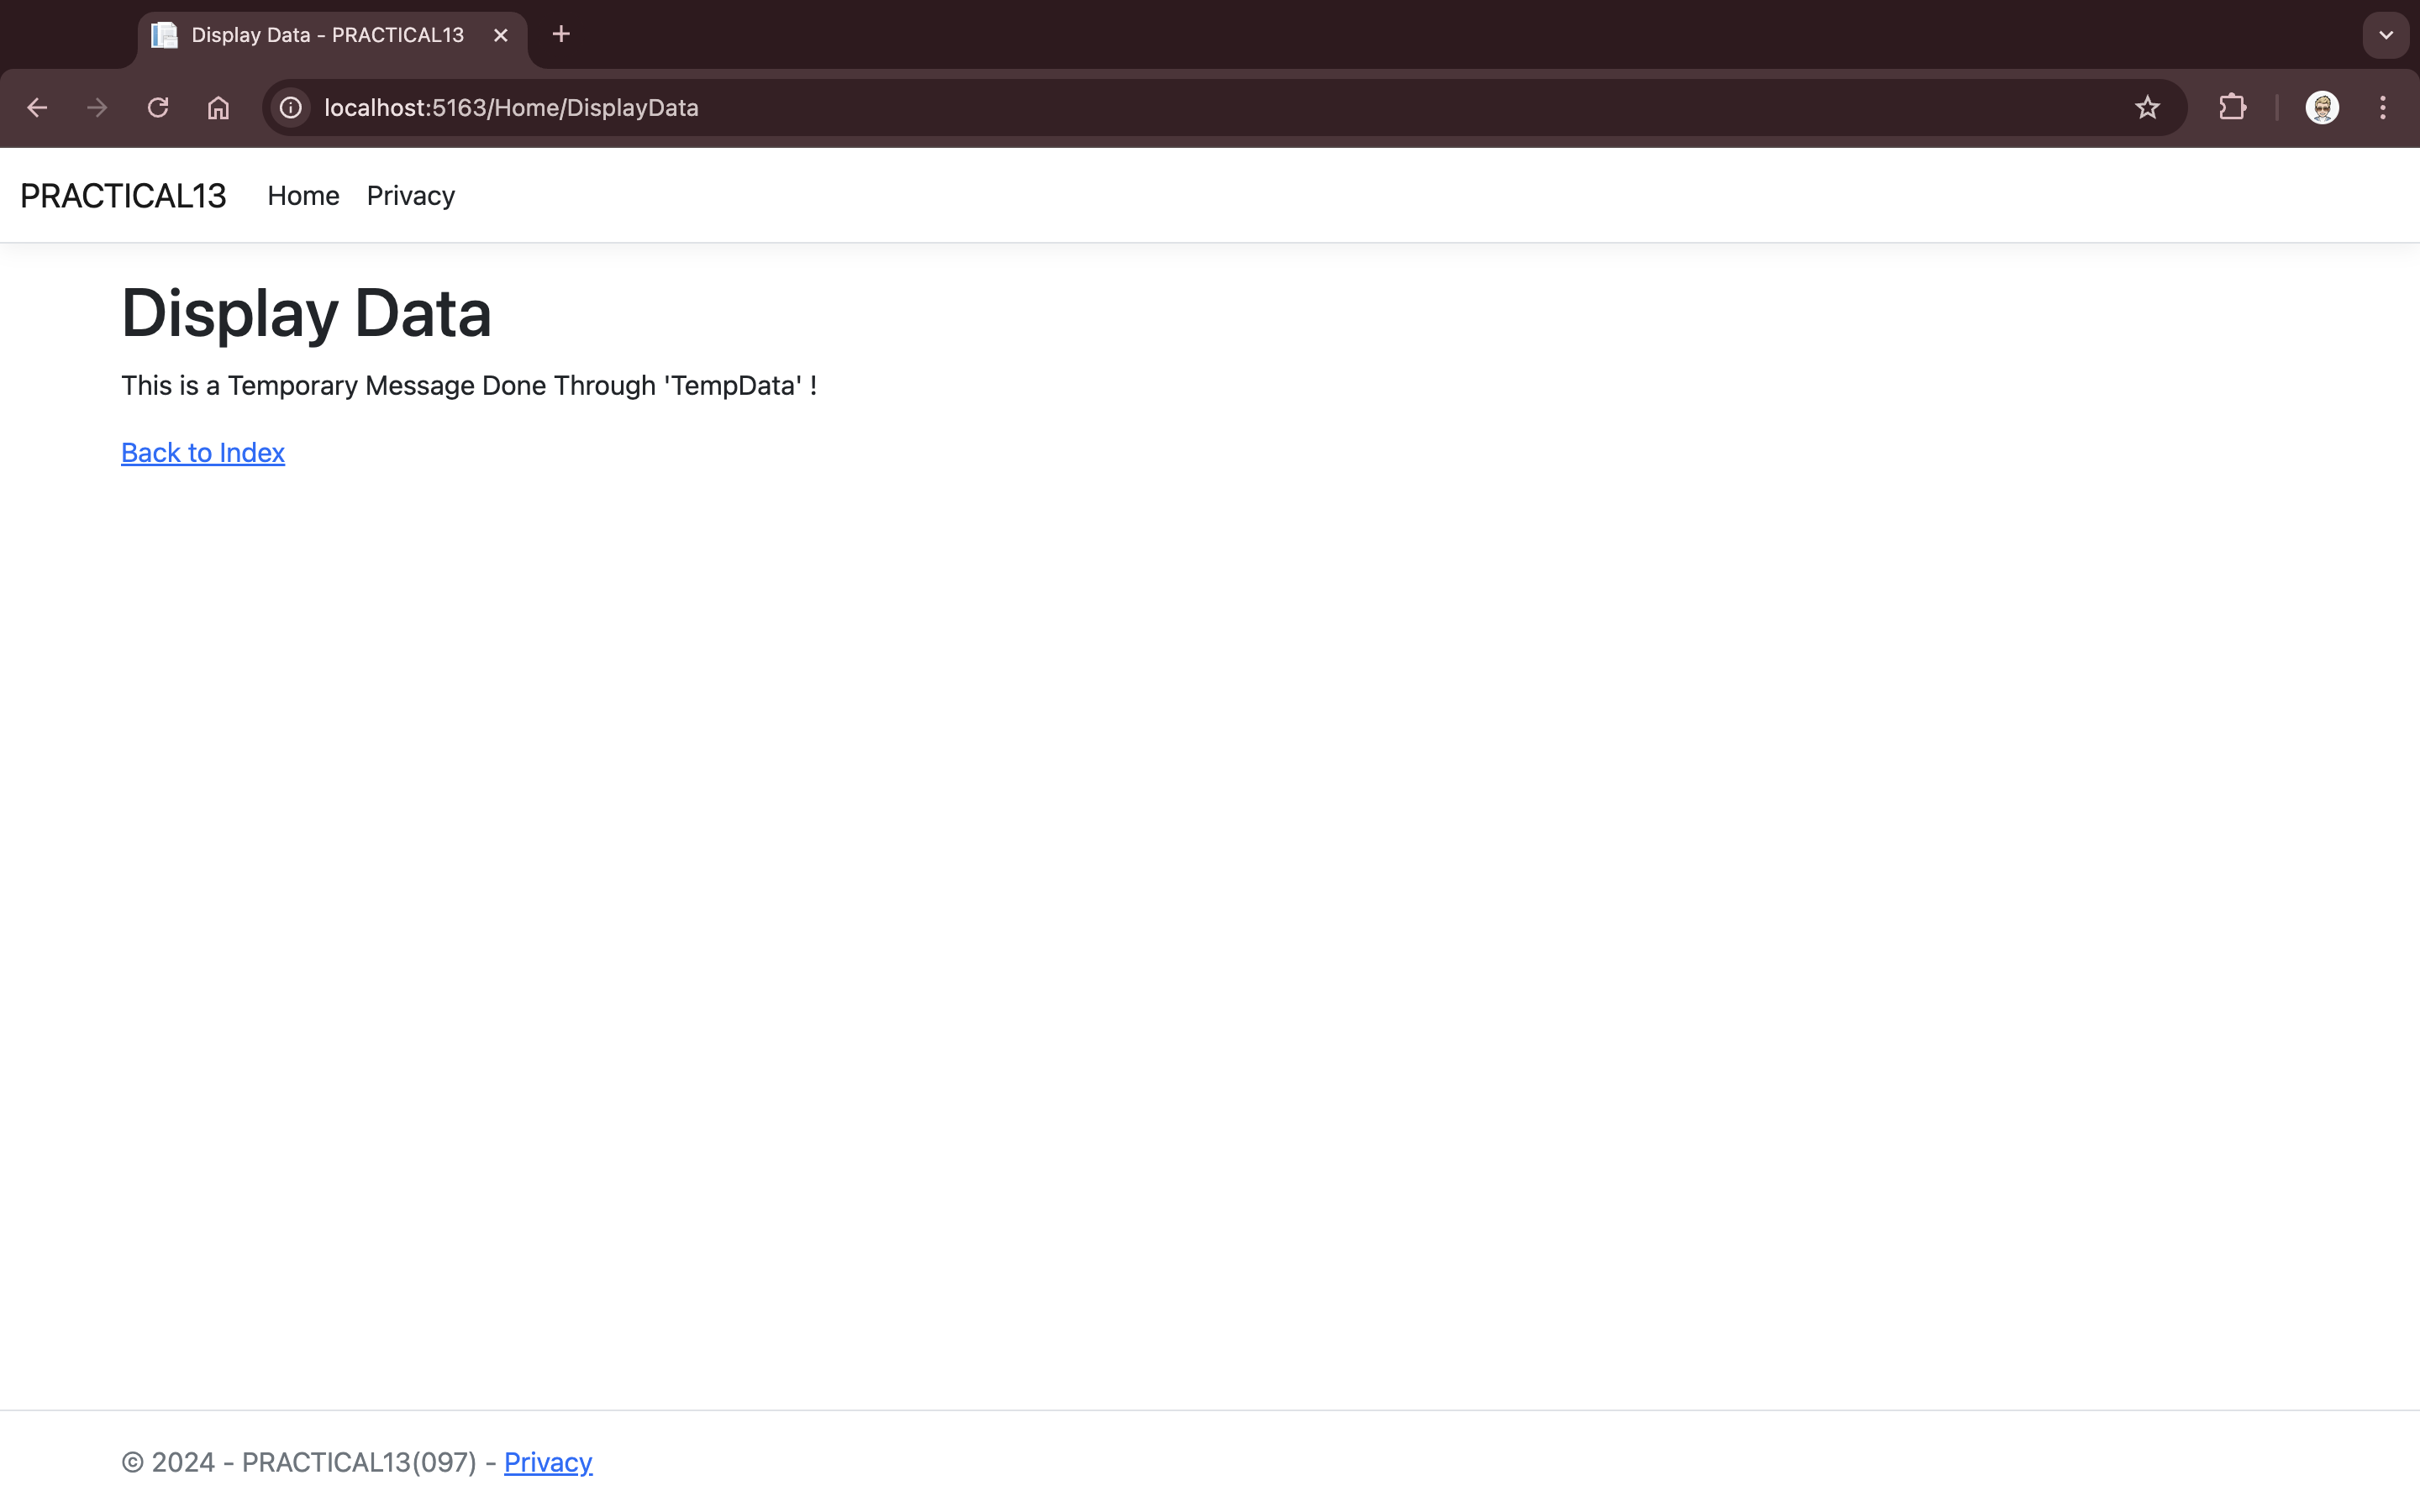 Display Data - PRACTICAL13
localhost:5163/Home/DisplayData
PRACTICAL13 Home Privacy
Display Data
This is a Temporary Message Done Through 'TempData' !
Back to Index
© 2024 - PRACTICAL13(097) - Privacy